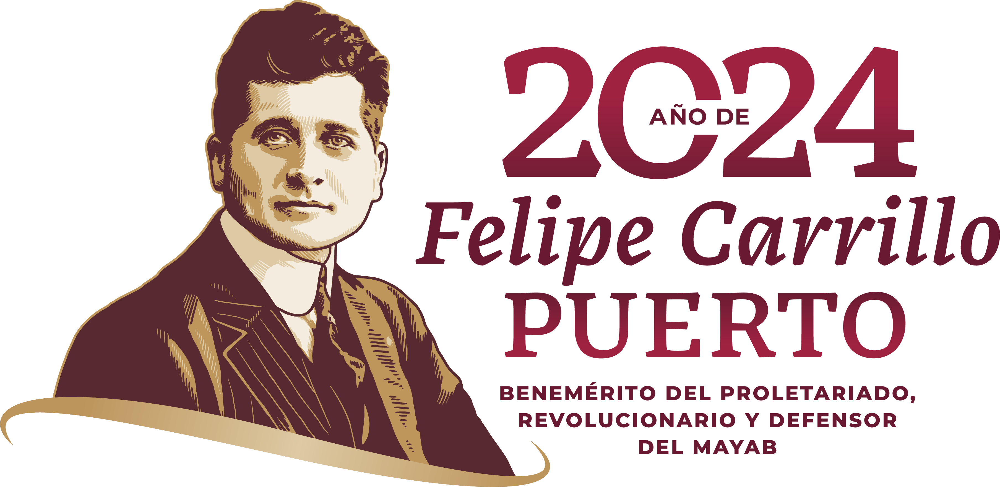 2024
AÑO DE
Felipe Carrillo
PUERTO
BENEMÉRITO DEL PROLETARIADO,
REVOLUCIONARIO Y DEFENSOR
DEL MAYAB